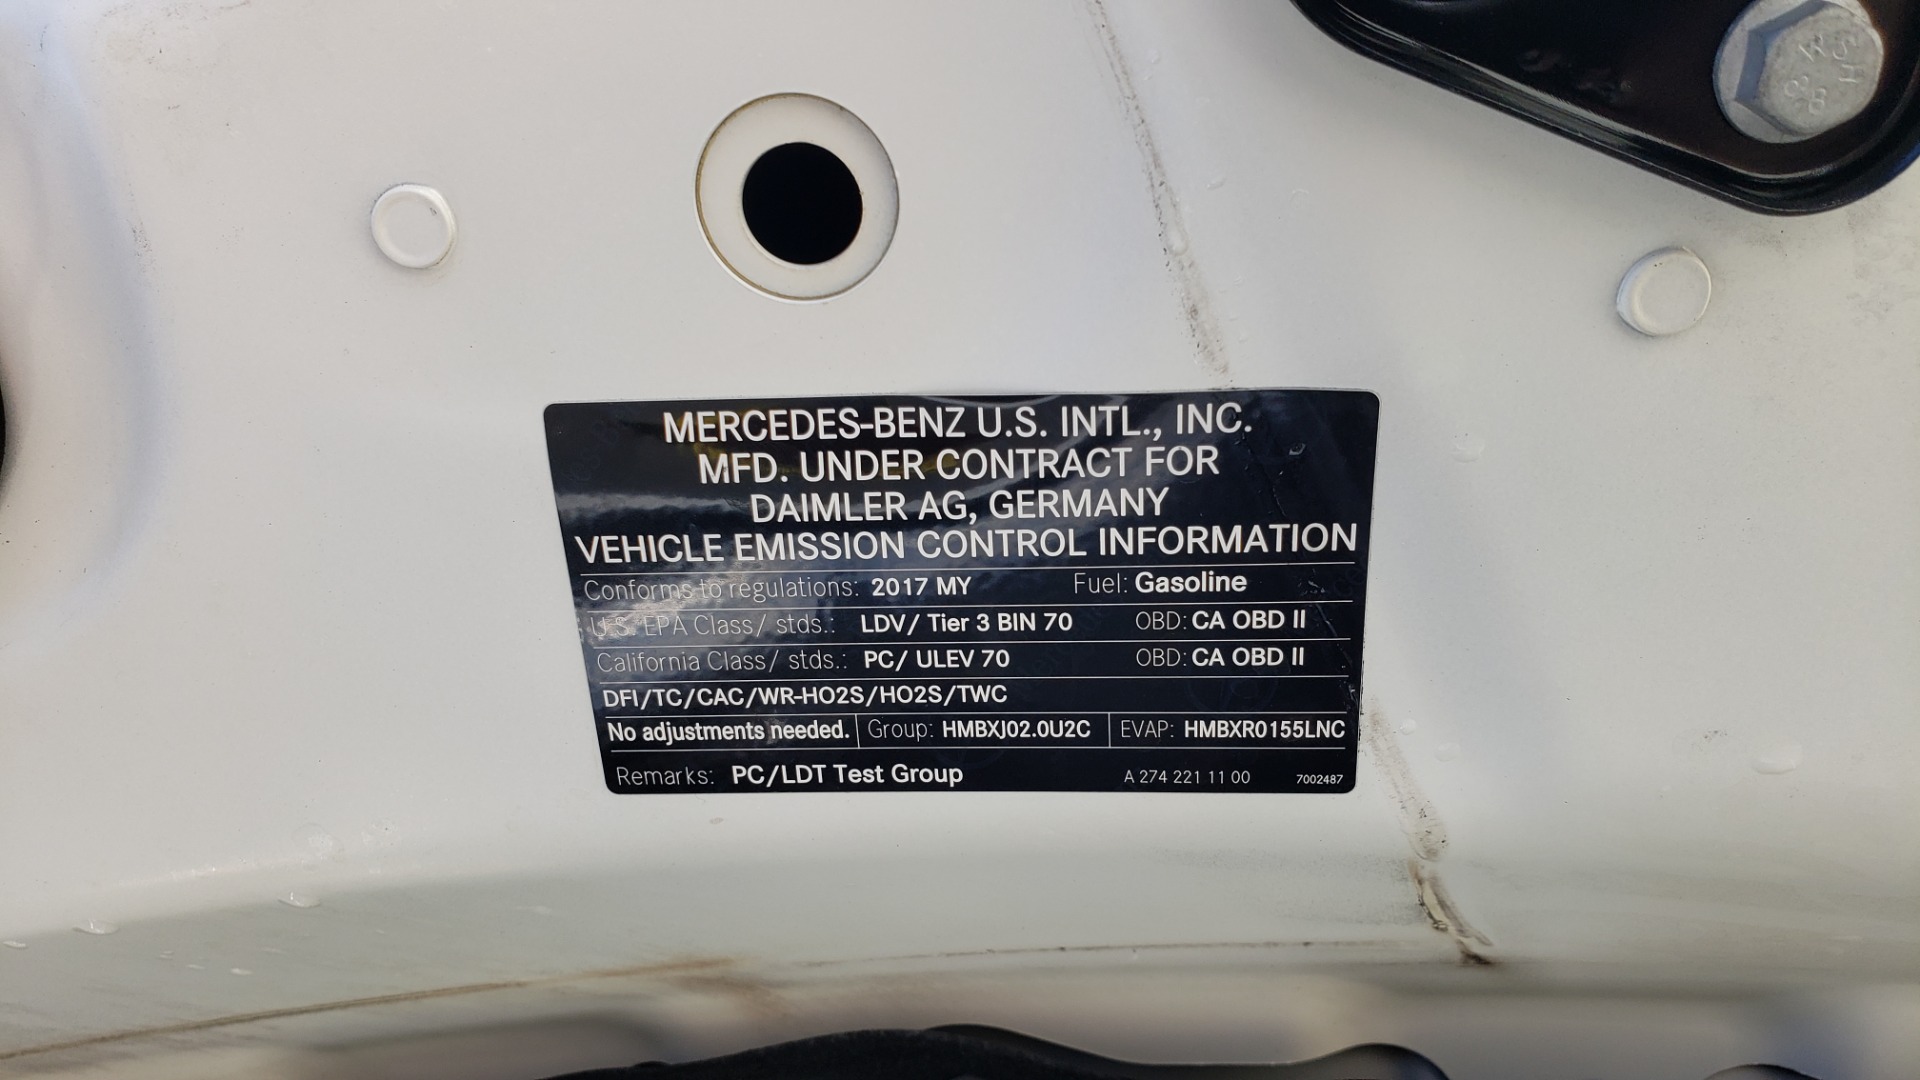 MERCEDES-BENZ U.S. INTL., INC.
MFD. UNDER CONTRACT FOR
DAIMLER AG, GERMANY
VEHICLE EMISSION CONTROL INFORMATION
Conforms to regulations: 2017 MY Fuel: Gasoline
U.S. EPA Class/ stds.: LDV/ Tier 3 BIN 70 OBD: CA OBD II
California Class/ stds.: PC/ ULEV 70 OBD: CA OBD II
DFI/TC/CAC/WR-HO2S/HO2S/TWC
No adjustments needed. Group: HMBXJ02.0U2C EVAP: HMBXR0155LNC
Remarks: PC/LDT Test Group A 274 221 11 00 7002487